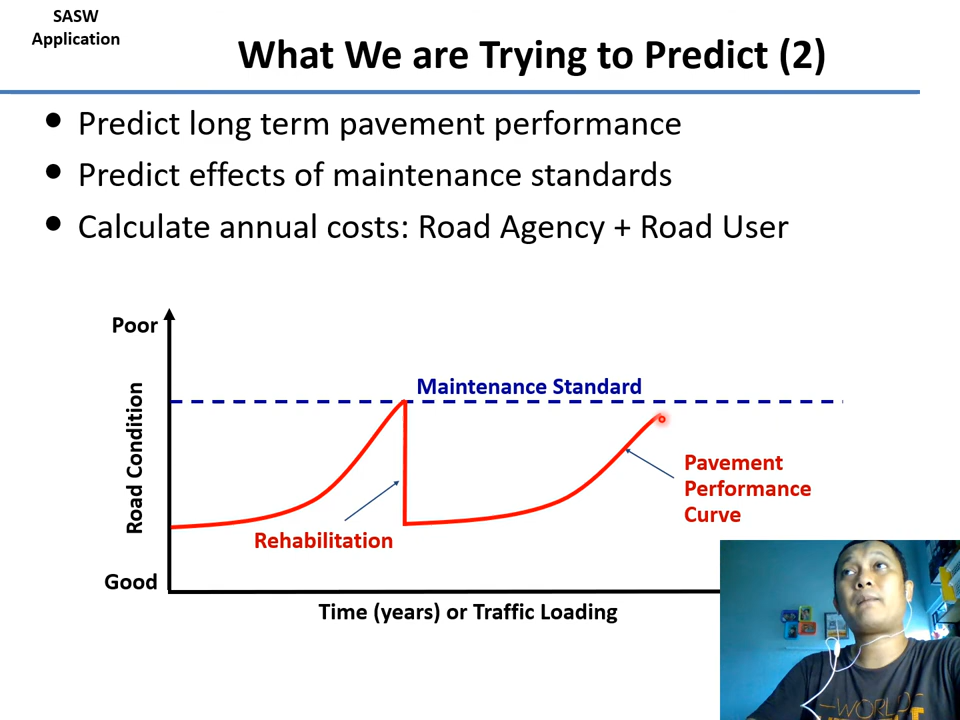 SASW
Application
What We are Trying to Predict (2)
• Predict long term pavement performance
• Predict effects of maintenance standards
• Calculate annual costs: Road Agency + Road User
Poor
Maintenance Standard
Road Condition
Pavement
Performance
Curve
Rehabilitation
Good
Time (years) or Traffic Loading